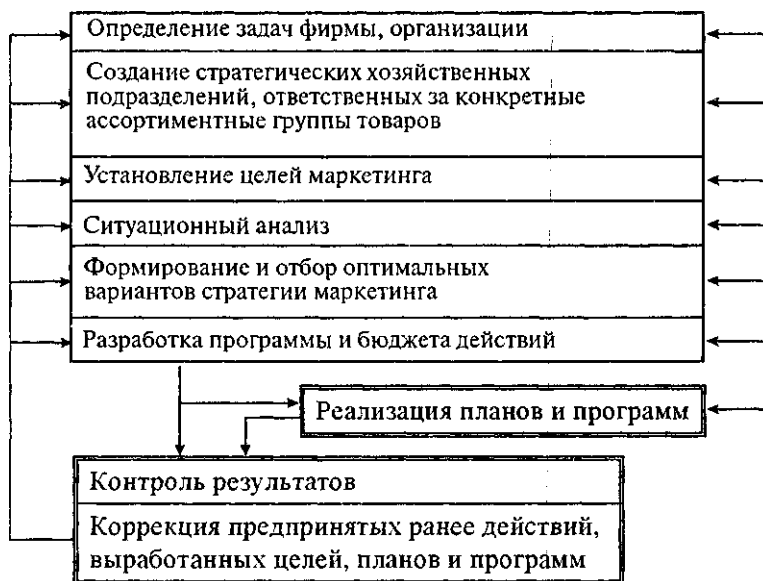 Определение задач фирмы, организации
Создание стратегических хозяйственных
подразделений, ответственных за конкретные
ассортиментные группы товаров
Установление целей маркетинга
Ситуационный анализ
Формирование и отбор оптимальных
вариантов стратегии маркетинга
Разработка программы и бюджета действий
Реализация планов и программ
Контроль результатов
Коррекция предпринятых ранее действий,
выработанных целей, планов и программ